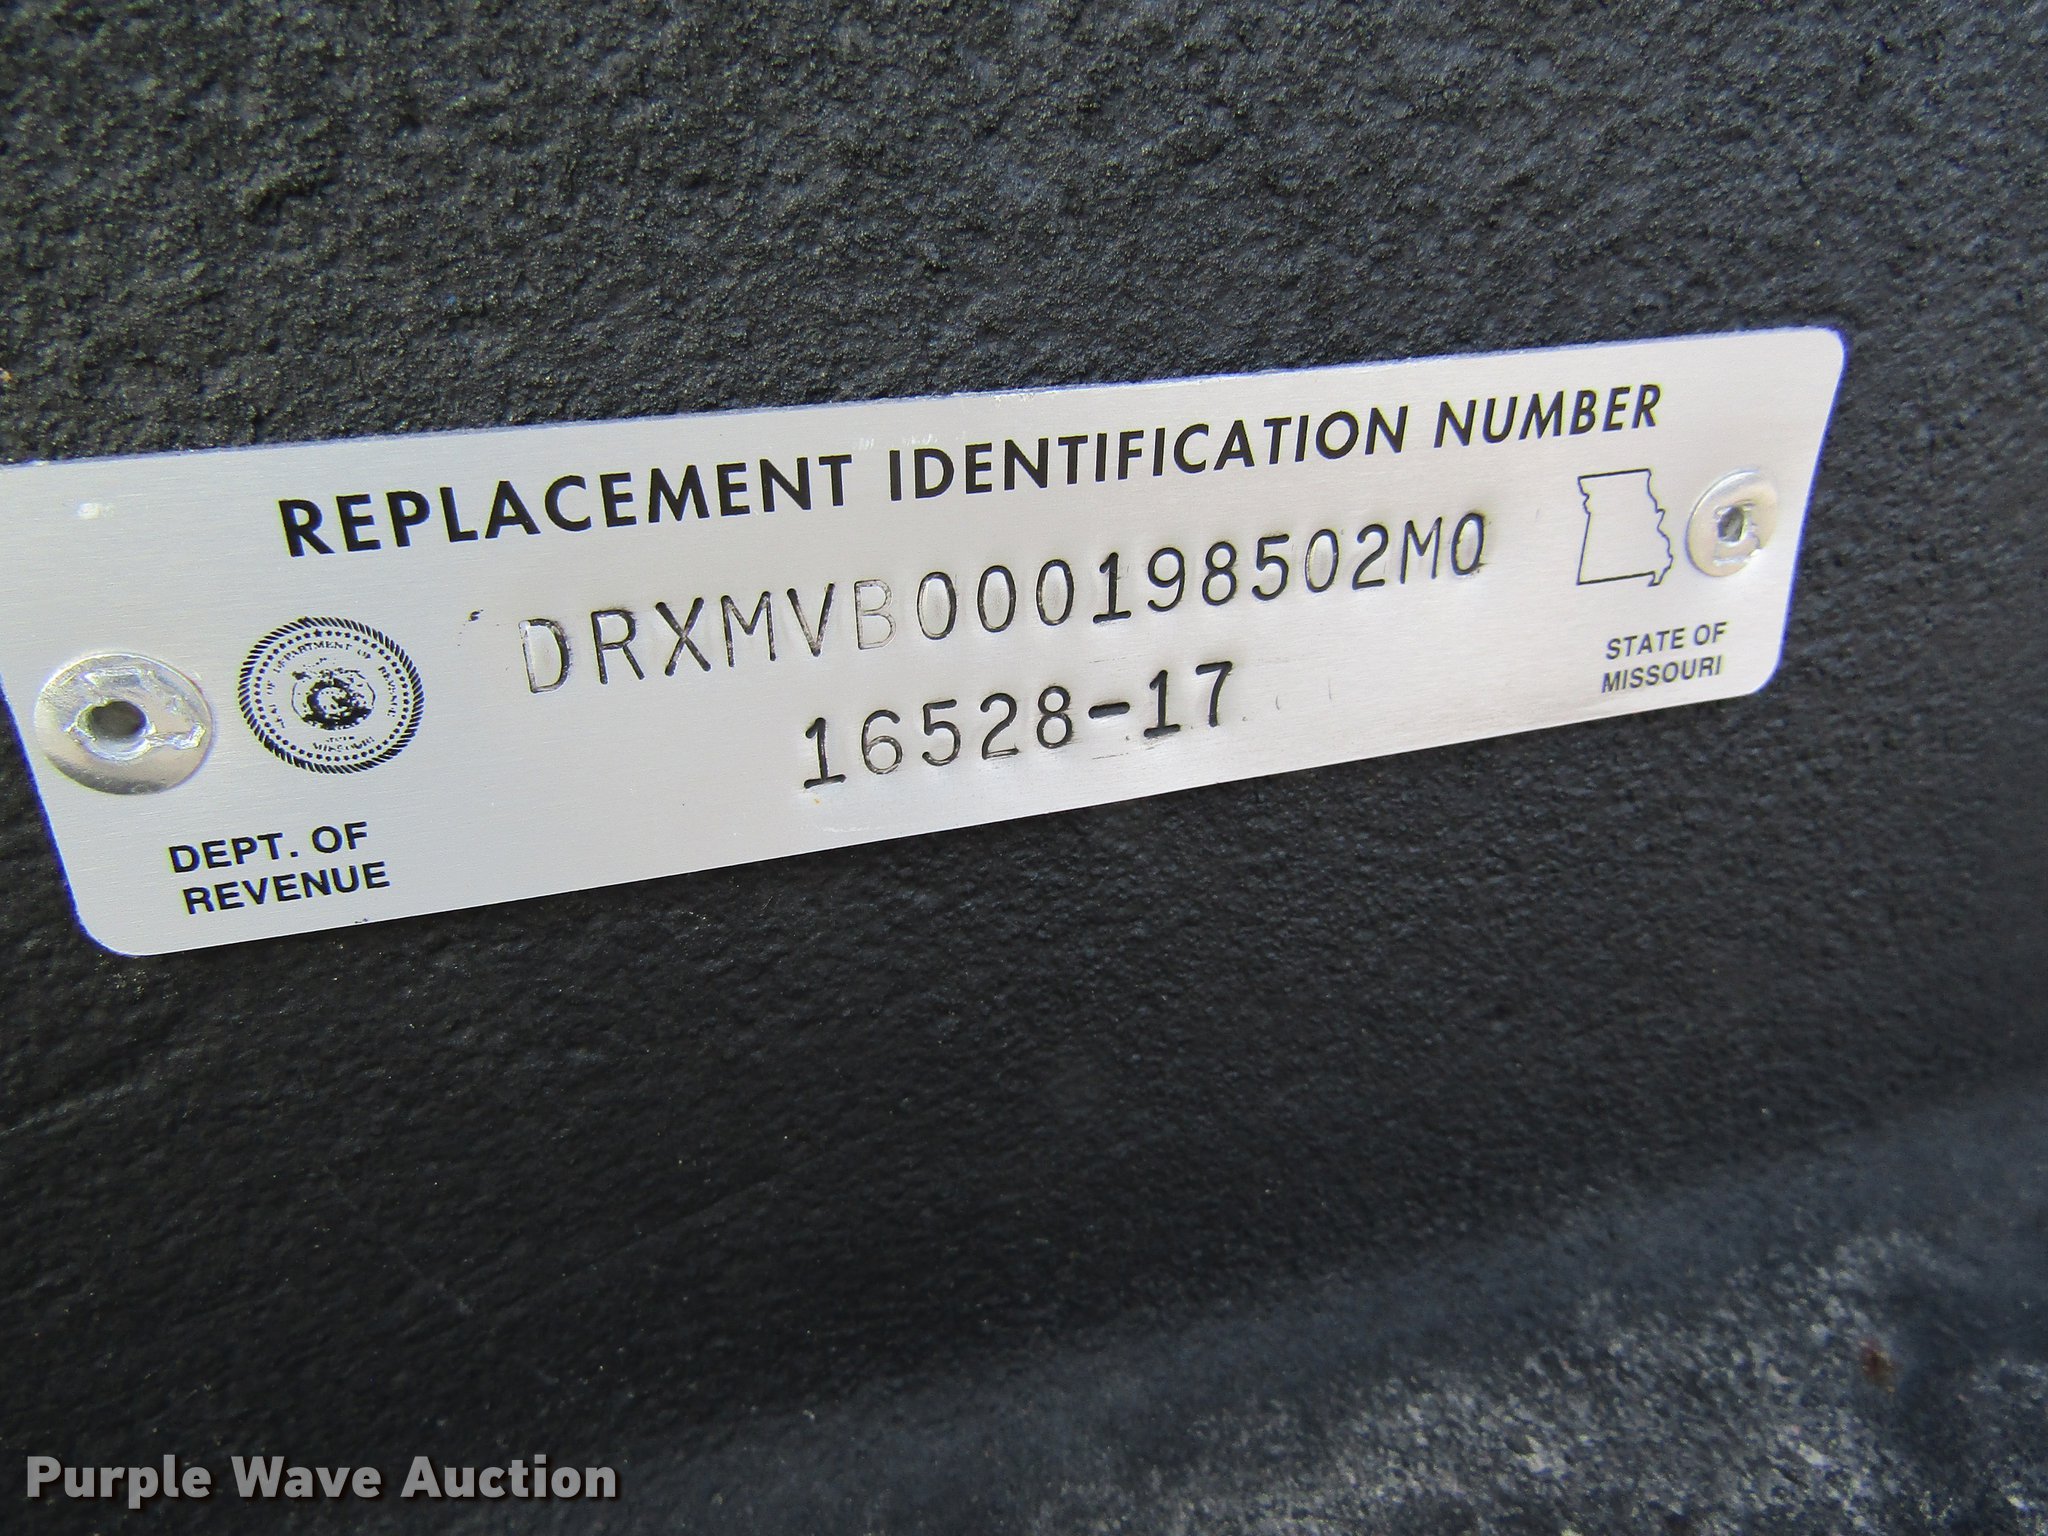 REPLACEMENT IDENTIFICATION NUMBER
DRXMVB000198502MO
16528-17
DEPT. OF
REVENUE
STATE OF
MISSOURI
Purple Wave Auction